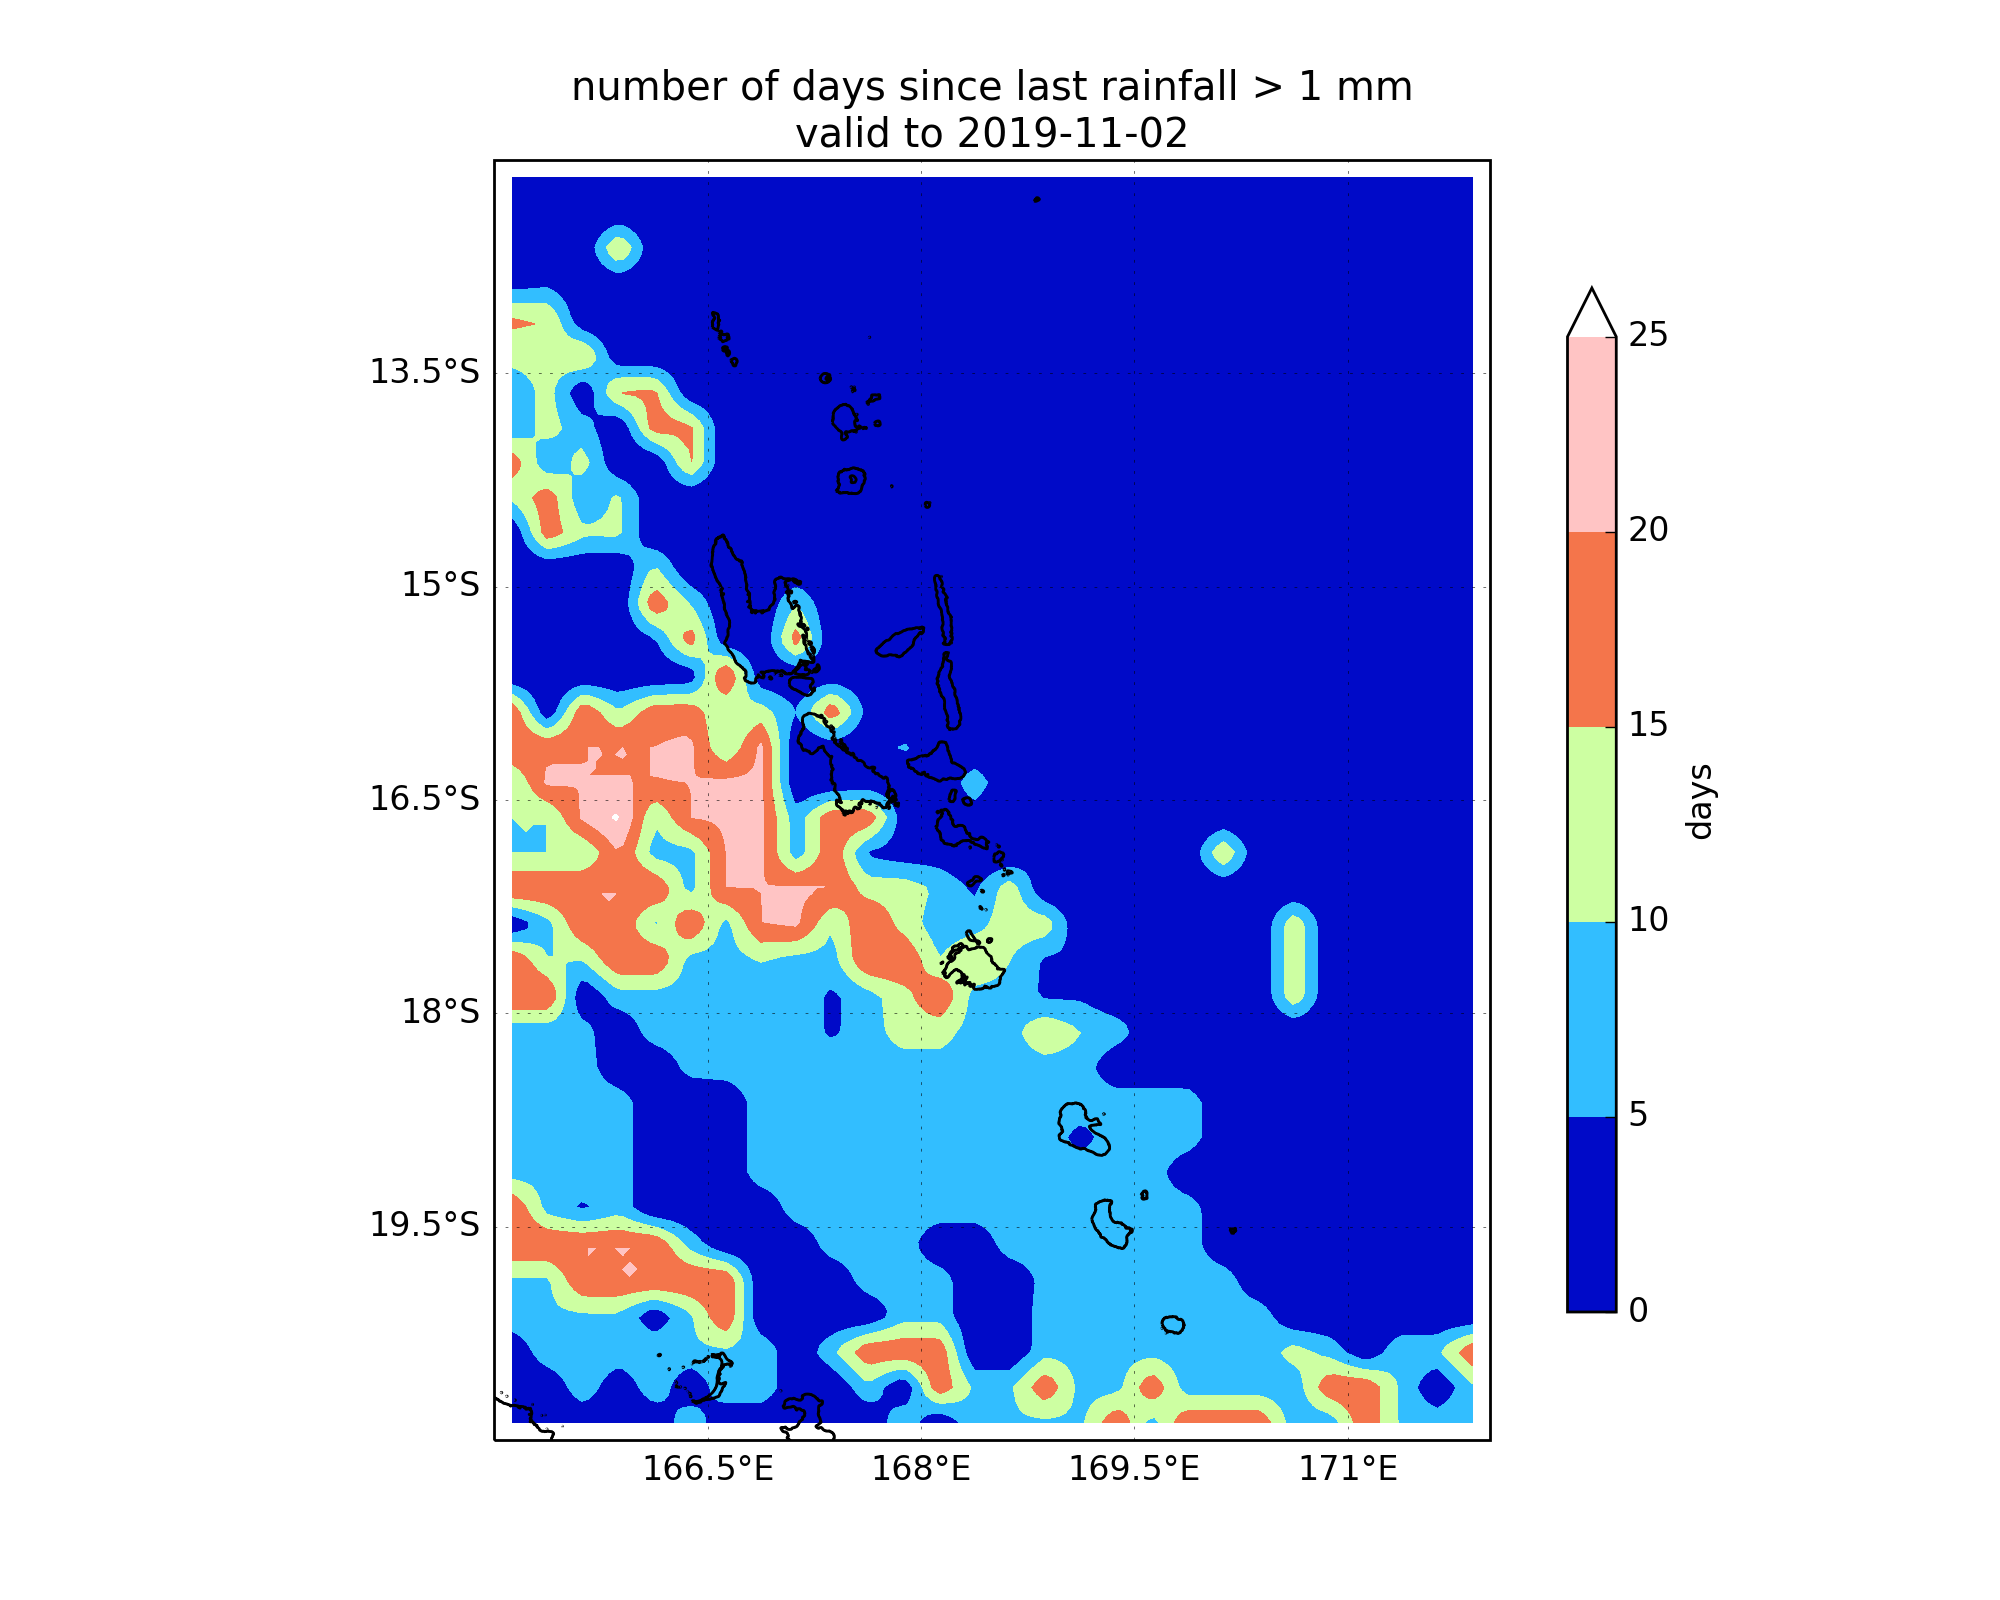 number of days since last rainfall > 1 mm
valid to 2019-11-02
13.5°S
15°S
16.5°S
18°S
19.5°S
166.5°E
168°E
169.5°E
171°E
25
20
15
10
5
0
days